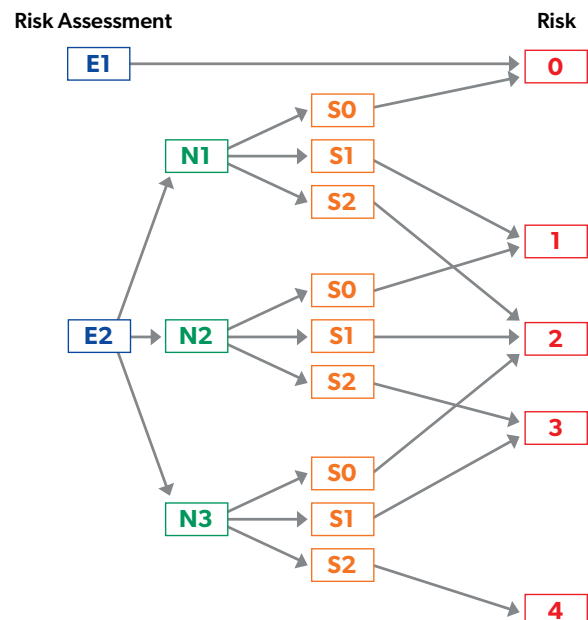 Risk Assessment Risk
E1 0
S0
N1 S1
S2
1
S0
E2 N2 S1 2
S2
3
S0
N3 S1
S2
4